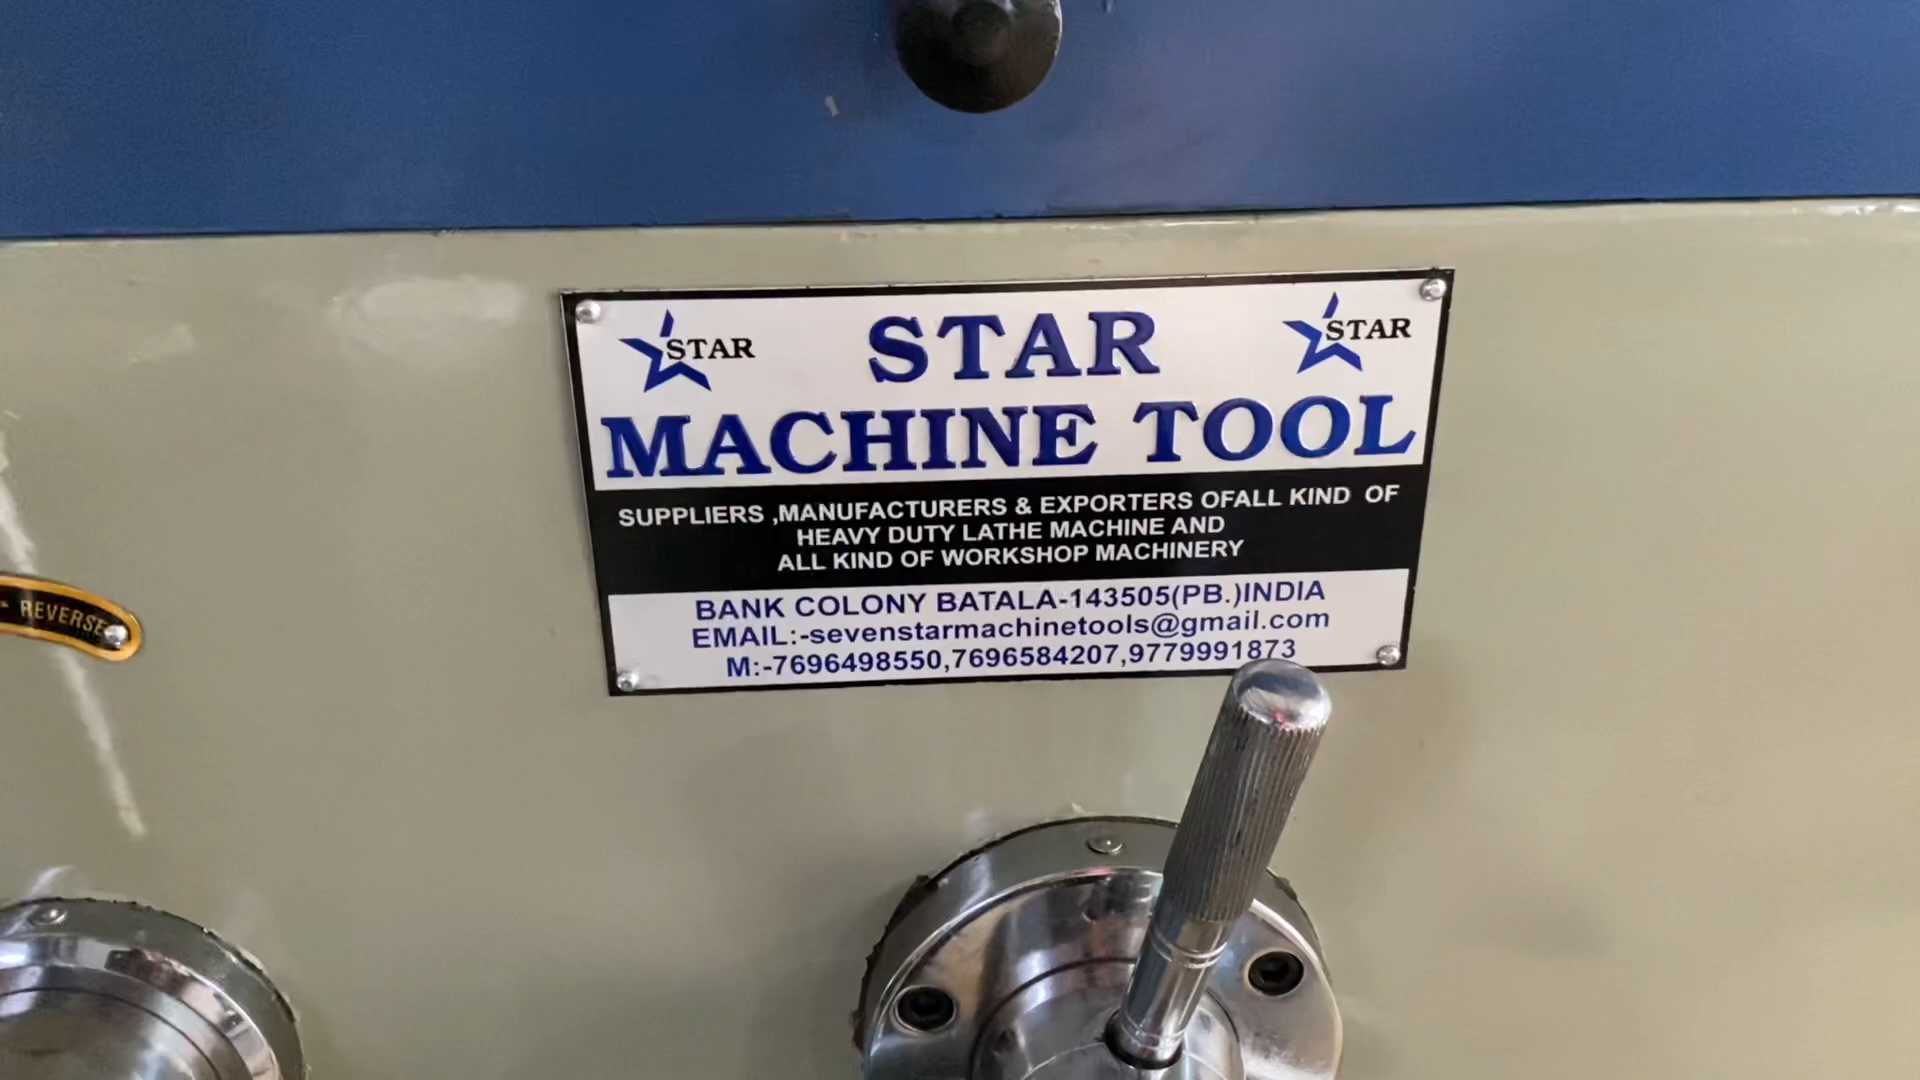 STAR STAR STAR
MACHINE TOOL
SUPPLIERS ,MANUFACTURERS & EXPORTERS OFALL KIND OF
HEAVY DUTY LATHE MACHINE AND
ALL KIND OF WORKSHOP MACHINERY
BANK COLONY BATALA-143505(PB.)INDIA
EMAIL:-sevenstarmachinetools@gmail.com
M:-7696498550,7696584207,9779991873
REVERSE